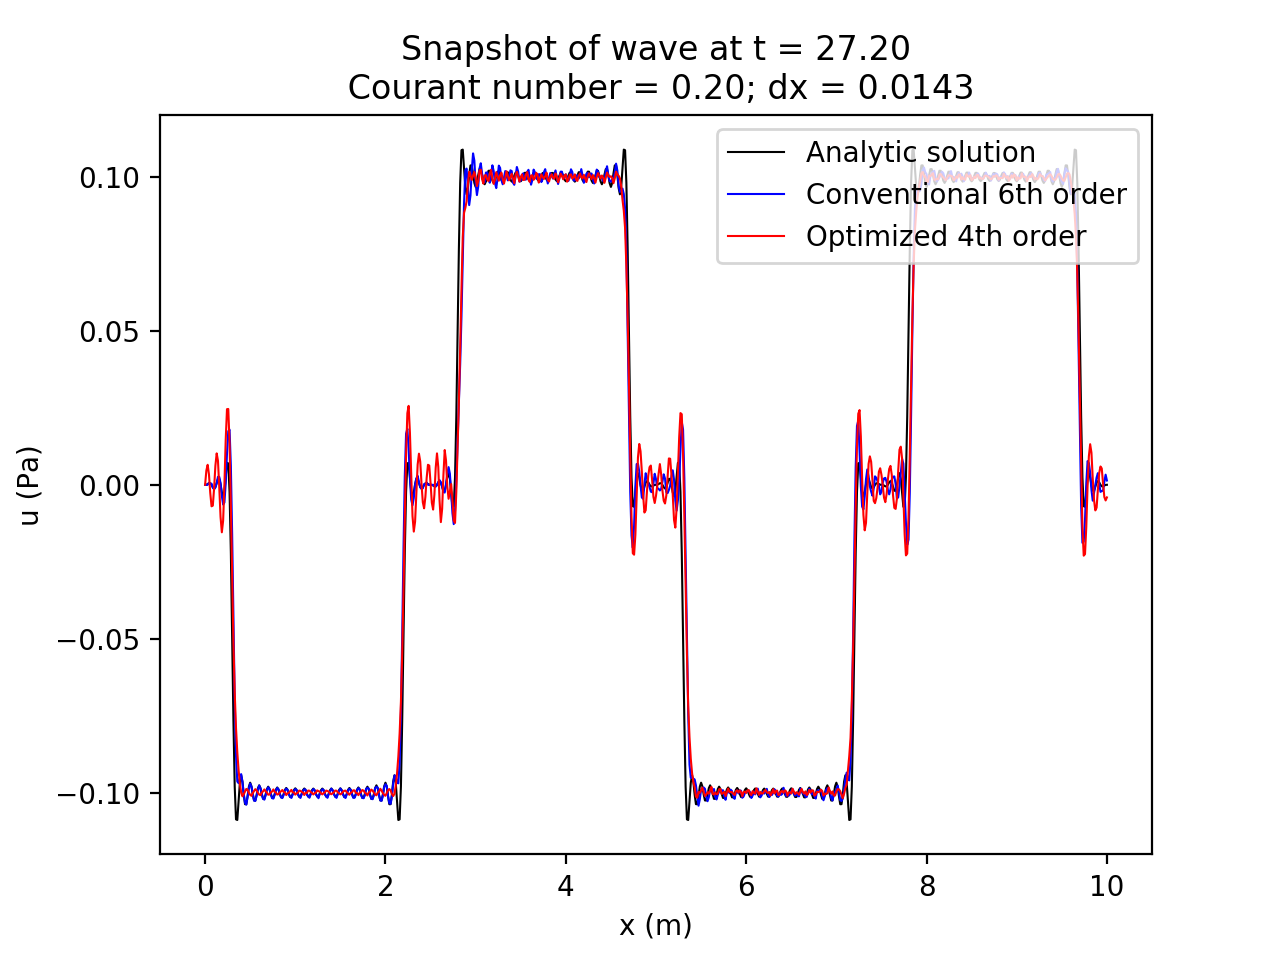 Snapshot of wave at t = 27.20
Courant number = 0.20; dx = 0.0143
Analytic solution
Conventional 6th order
Optimized 4th order
0.10
0.05
0.00
−0.05
−0.10
u (Pa)
0 2 4 6 8 10
x (m)